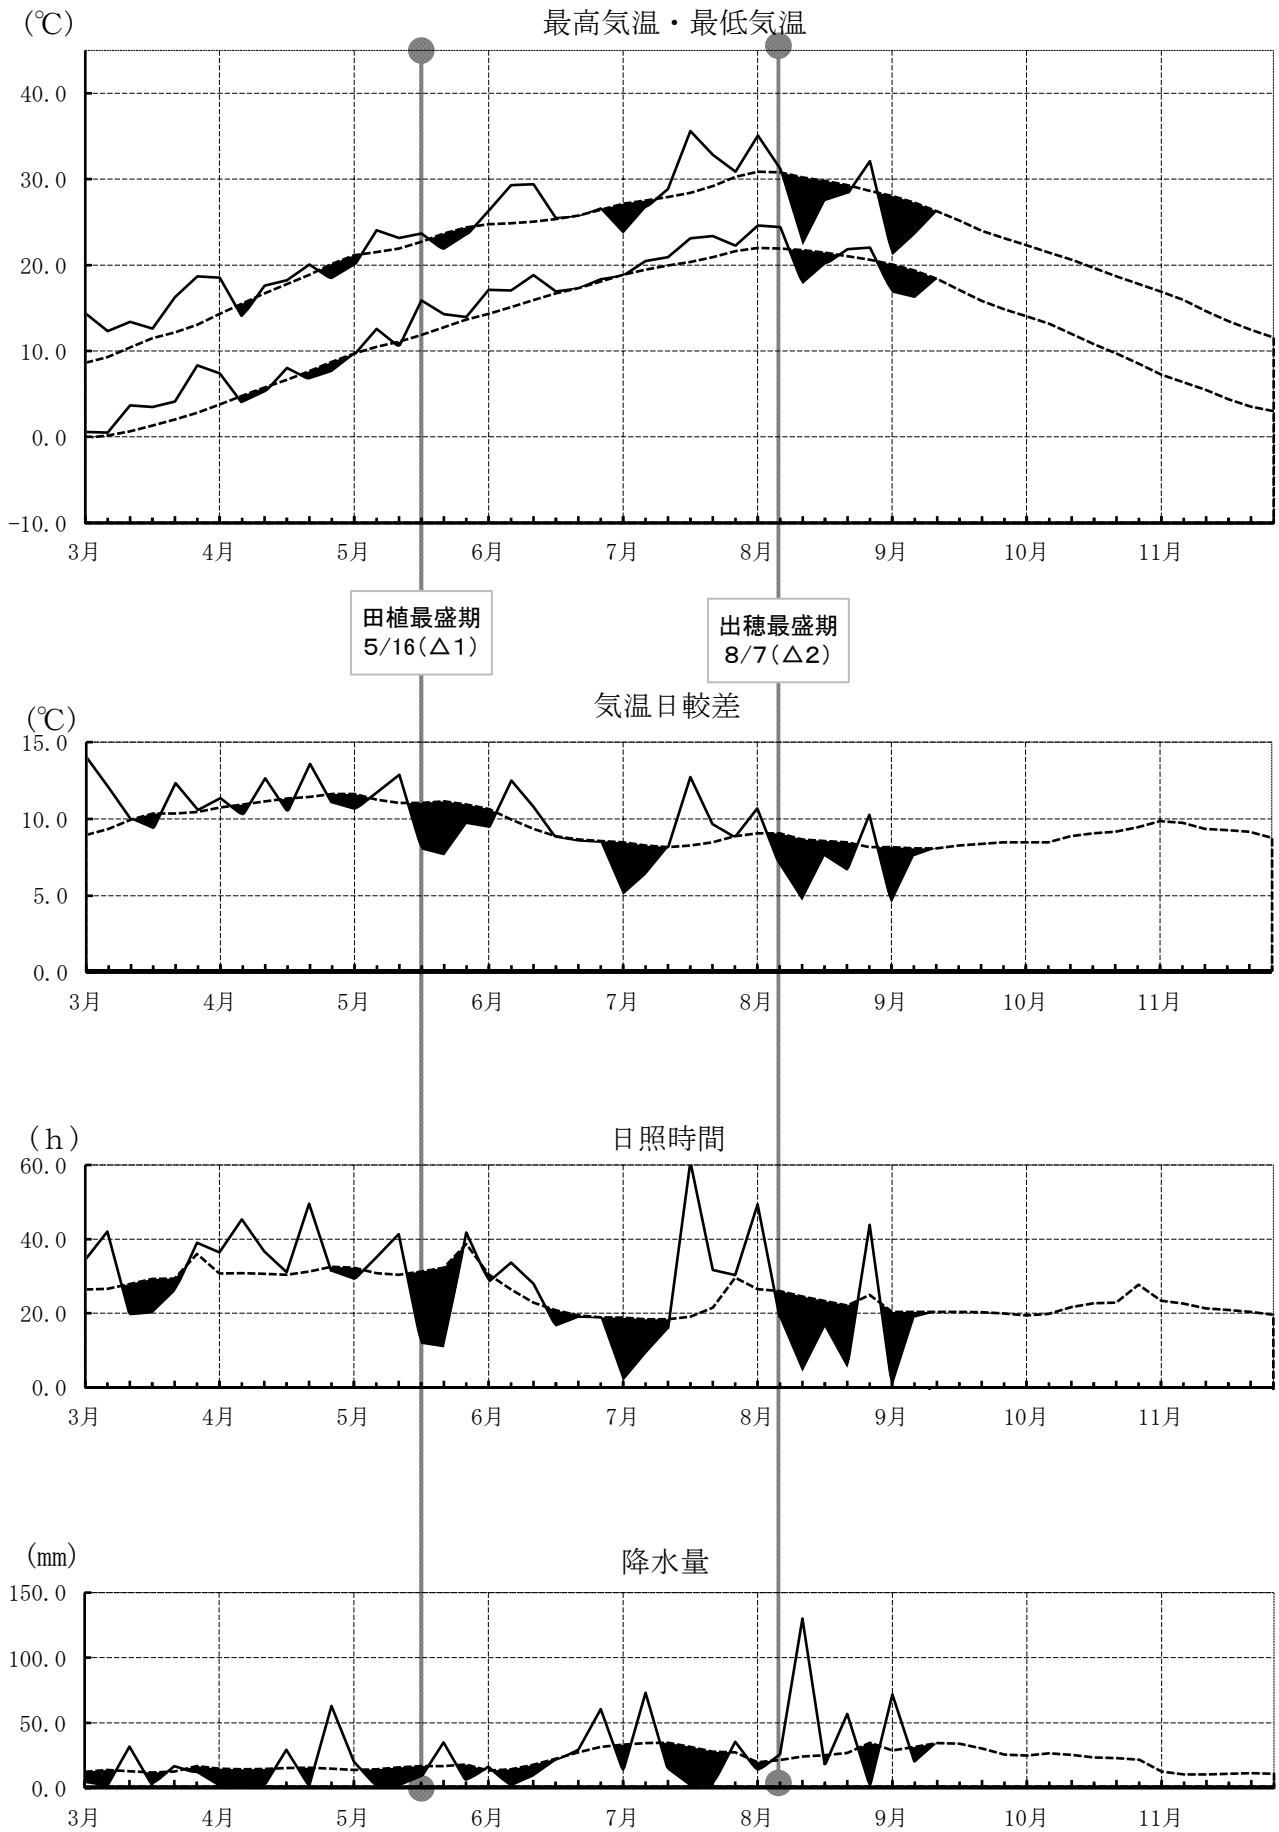 (℃)
最高気温・最低気温
40.0
30.0
20.0
10.0
0.0
-10.0
3月 4月 5月 6月 7月 8月 9月 10月 11月
田植最盛期
5/16(△1)
出穂最盛期
8/7(△2)
気温日較差
(℃)
15.0
10.0
5.0
0.0
3月 4月 5月 6月 7月 8月 9月 10月 11月
(ｈ)
日照時間
60.0
40.0
20.0
0.0
3月 4月 5月 6月 7月 8月 9月 10月 11月
(㎜)
降水量
150.0
100.0
50.0
0.0
3月 4月 5月 6月 7月 8月 9月 10月 11月